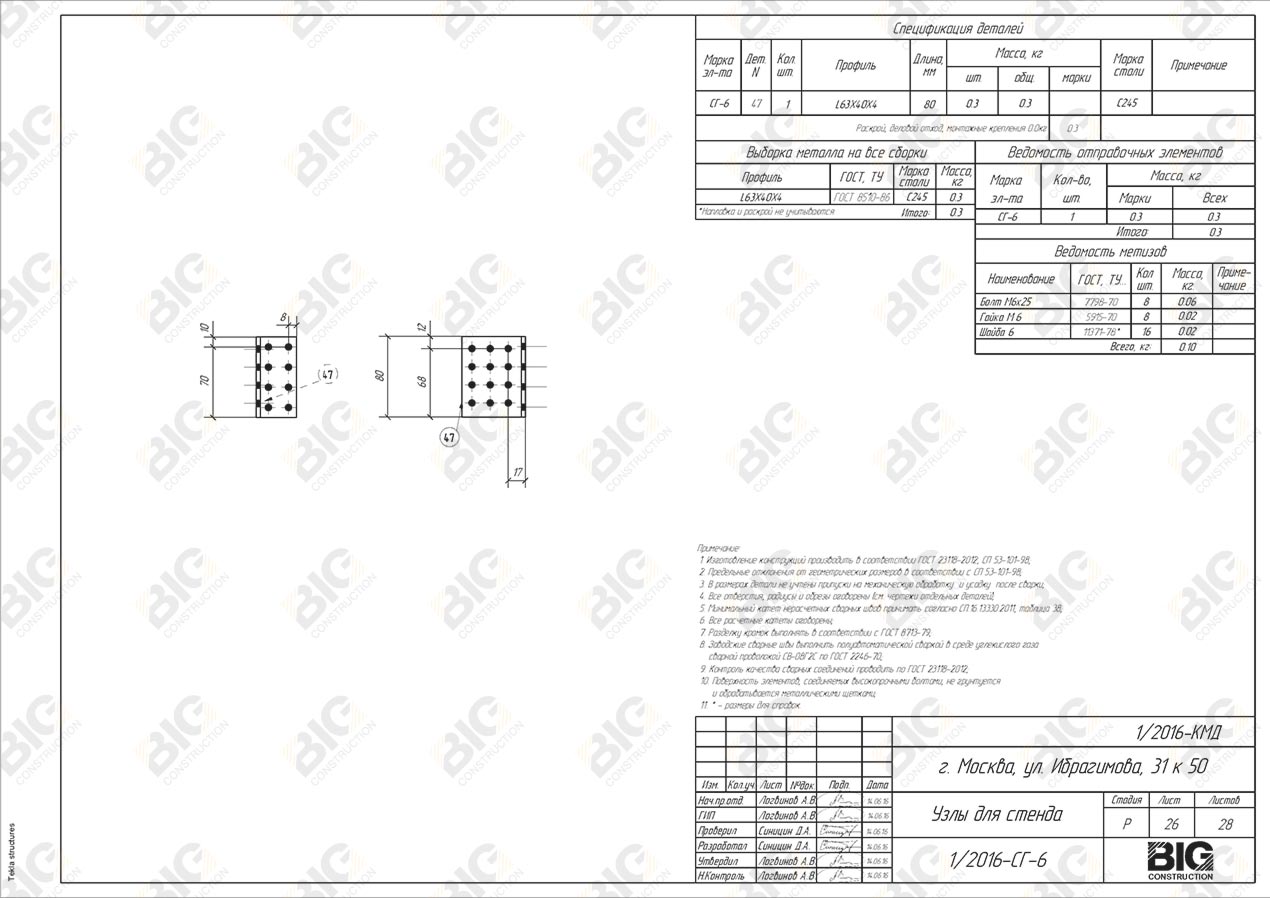 Спецификация деталей
Марка эл-та Дет. N Кол. шт. Профиль Длина, мм Масса, кг Марка стали Примечание
шт. общ. марки
СГ-6 47 1 L63X40X4 80 0.3 0.3 С245
Раскрой, деловой отход, монтажные крепления 0.0кг 0.3
Выборка металла на все сборки
Профиль ГОСТ, ТУ Марка стали Масса, кг
L63X40X4 ГОСТ 8510-86 С245 0.3
*Наплавка и раскрой не учитываются Итого: 0.3
Ведомость отправочных элементов
Марка эл-та Кол-во, шт. Масса, кг
Марки Всех
СГ-6 1 0.3 0.3
Итого: 0.3
Ведомость метизов
Наименование ГОСТ, ТУ... Кол шт. Масса, кг. Приме-чание
Болт М6х25 7798-70 8 0.06
Гайка М 6 5915-70 8 0.02
Шайба 6 11371-78* 16 0.02
Всего, кг: 0.10
10
8
70
47
12
80
68
47
17
Примечание
1. Изготовление конструкций производить в соответствии ГОСТ 23118-2012, СП 53-101-98;
2. Предельные отклонения от геометрических размеров в соответствии с СП 53-101-98;
3. В размерах детали не учтены припуски на механическую обработку и усадку после сварки;
4. Все отверстия, радиусы и обрезы оговорены (см. чертежи отдельных деталей);
5. Минимальный катет нерасчетных сварных швов принимать согласно СП 16.13330.2011, таблица 38;
6. Все расчетные катеты оговорены;
7. Разделку кромок выполнять в соответствии с ГОСТ 8713-79;
8. Заводские сварные швы выполнить полуавтоматической сваркой в среде углекислого газа
сварной проволокой СВ-08Г2С по ГОСТ 2246-70;
9. Контроль качества сварных соединений проводить по ГОСТ 23118-2012;
10. Поверхность элементов, соединяемых высокопрочными болтами, не грунтуется
и обрабатывается металлическими щетками;
11. * - размеры для справок.
1/2016-КМД
г. Москва, ул. Ибрагимова, 31 к 50
Изм. Кол.уч Лист №док. Подп. Дата
Нач.пр.отд. Логвинов А.В 14.06.16
ГИП Логвинов А.В 14.06.16
Проверил Синицин Д.А. 14.06.16
Разработал Синицин Д.А. 14.06.16
Утвердил Логвинов А.В 14.06.16
Н.Контроль Логвинов А.В 14.06.16
Узлы для стенда
Стадия Лист Листов
Р 26 28
1/2016-СГ-6
BIG
CONSTRUCTION
Tekla structures